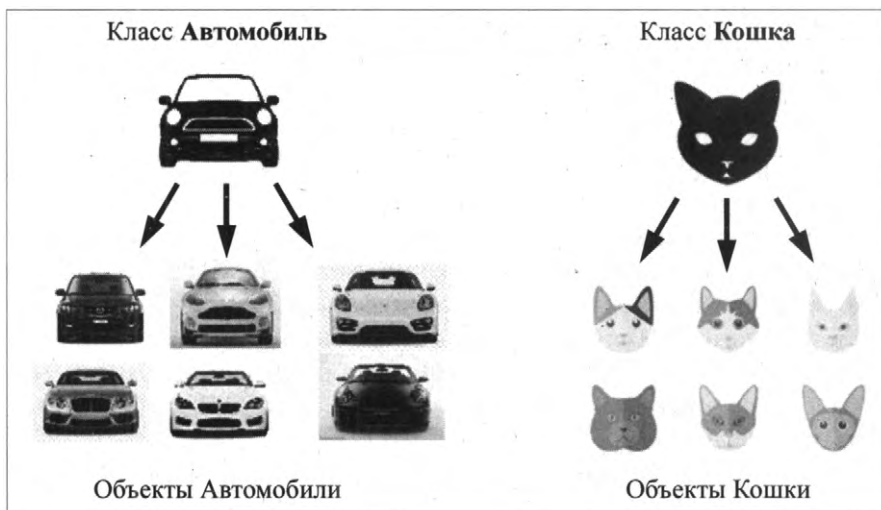 Класс Автомобиль
Класс Кошка
Объекты Автомобили
Объекты Кошки